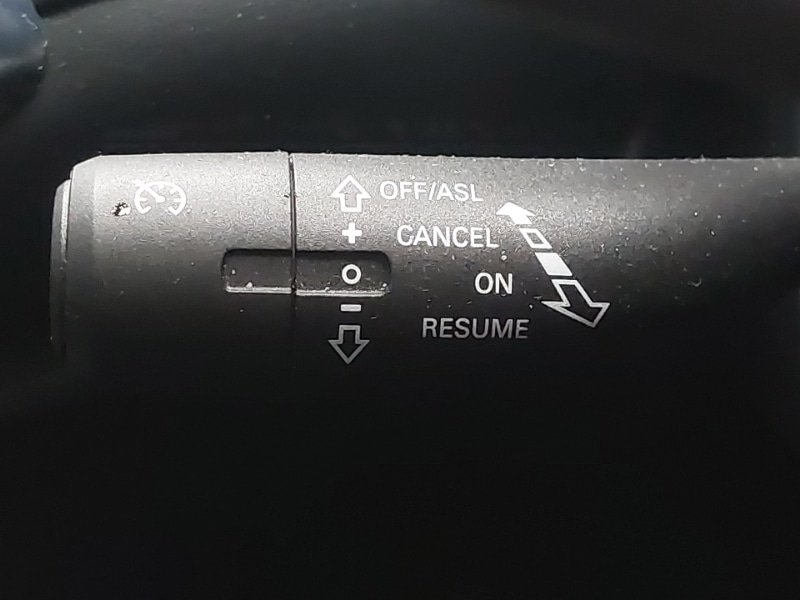 OFF/ASL
+ CANCEL
O ON
– RESUME